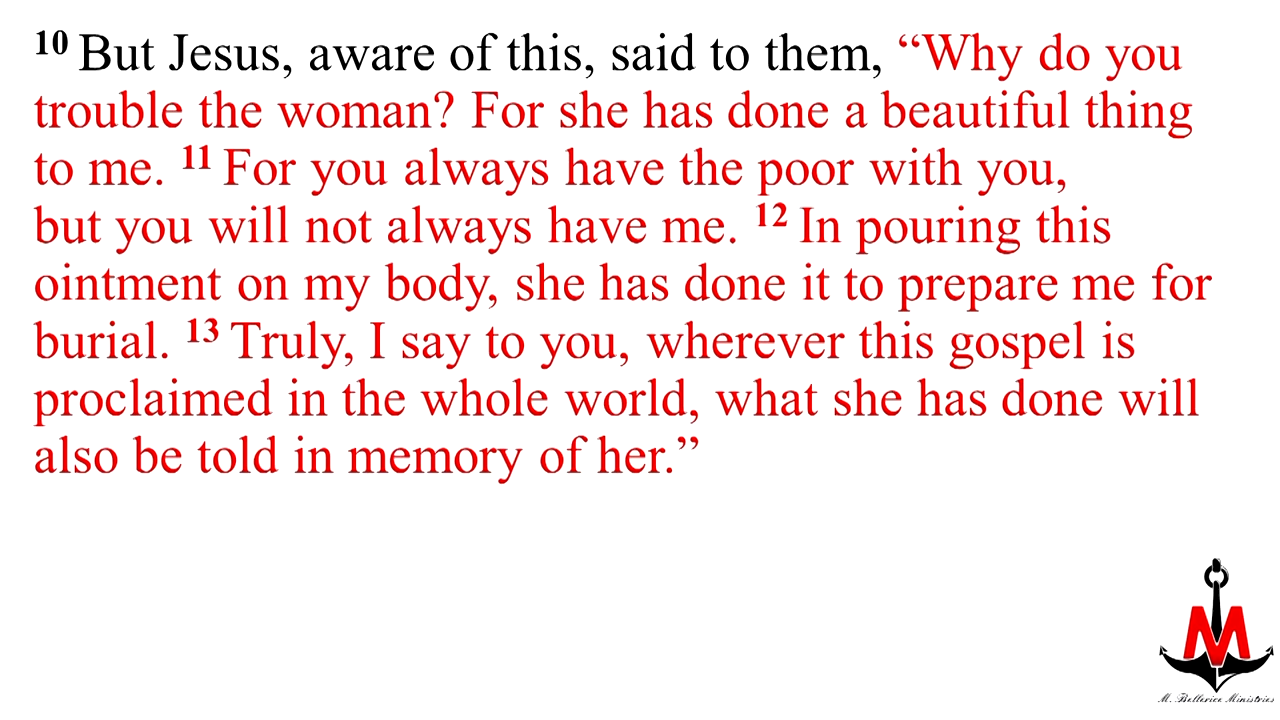 10 But Jesus, aware of this, said to them, “Why do you
trouble the woman? For she has done a beautiful thing
to me. 11 For you always have the poor with you,
but you will not always have me. 12 In pouring this
ointment on my body, she has done it to prepare me for
burial. 13 Truly, I say to you, wherever this gospel is
proclaimed in the whole world, what she has done will
also be told in memory of her.”
M
M. Ministries